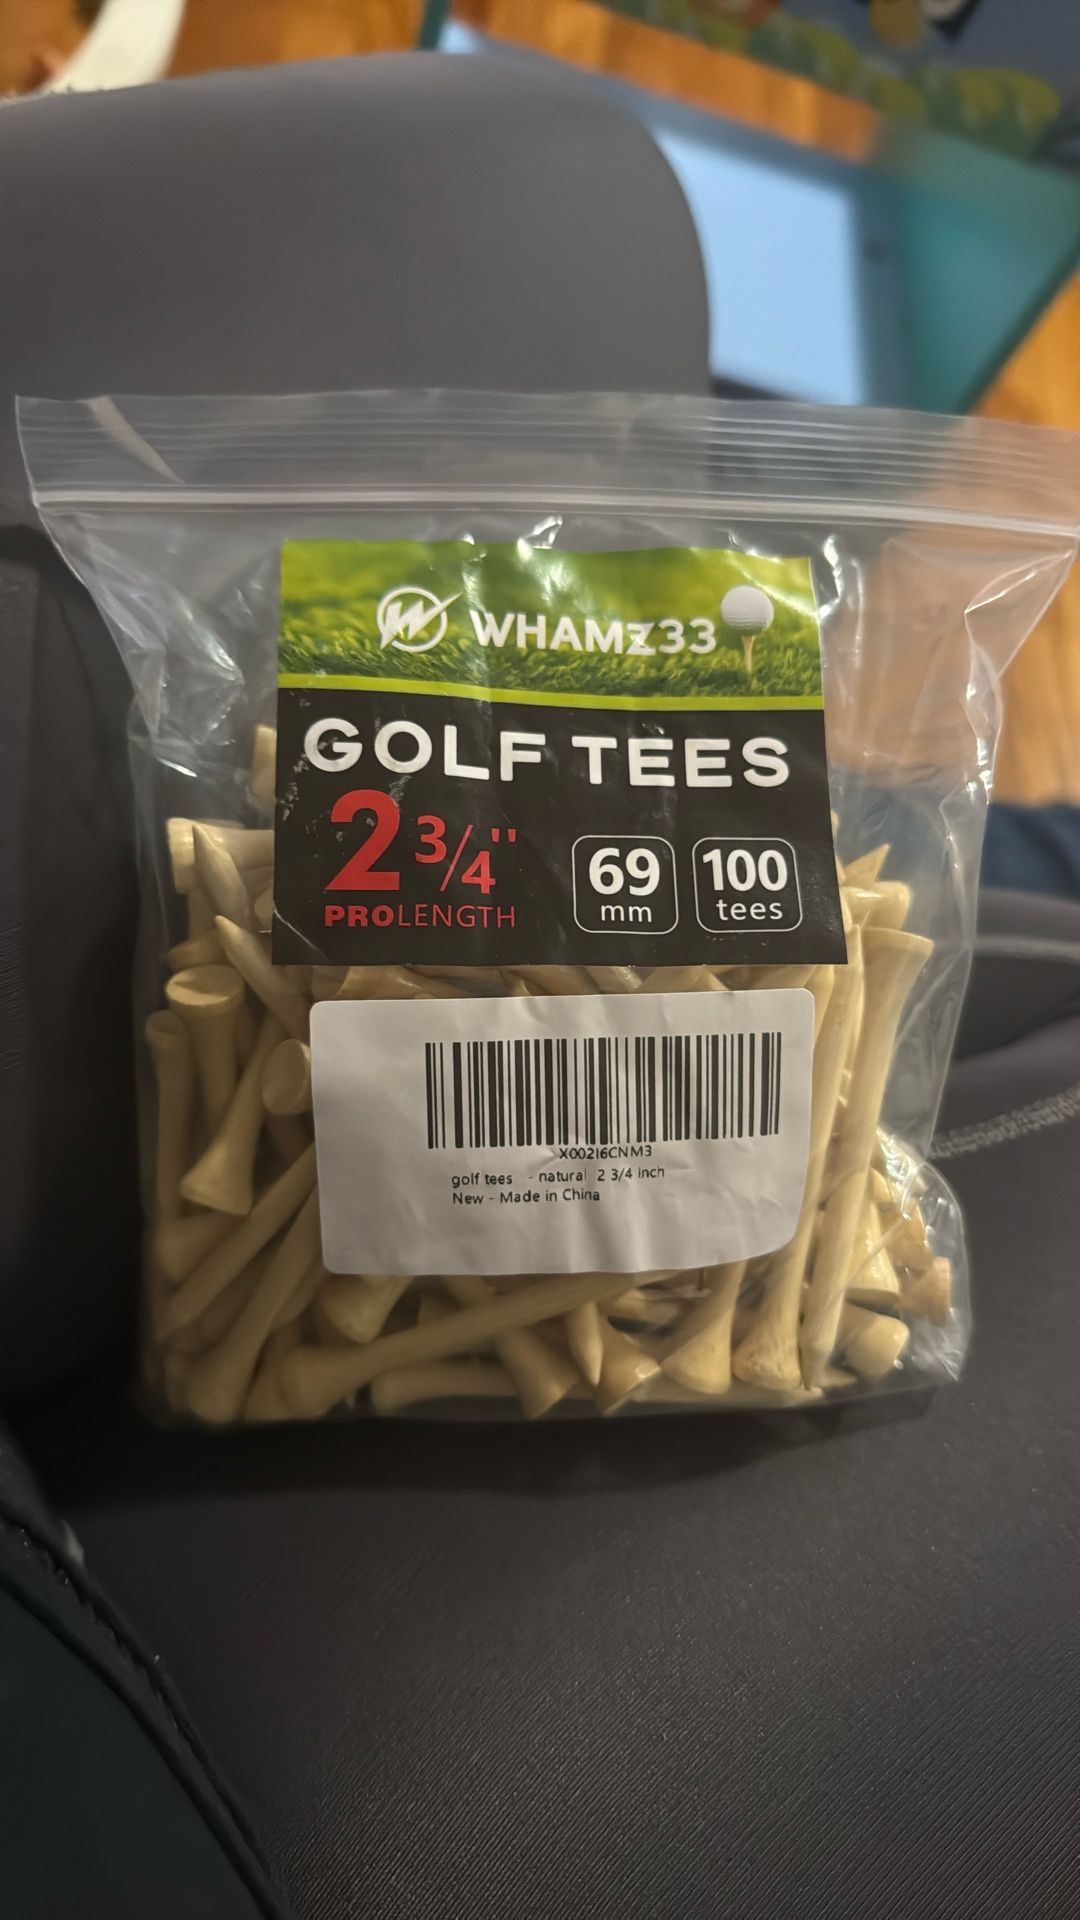 WHAMZ33
GOLF TEES
2 3/4"
PROLENGTH
69
mm
100
tees
X002I6CNM3
golf tees - natural 2 3/4 inch
New - Made in China